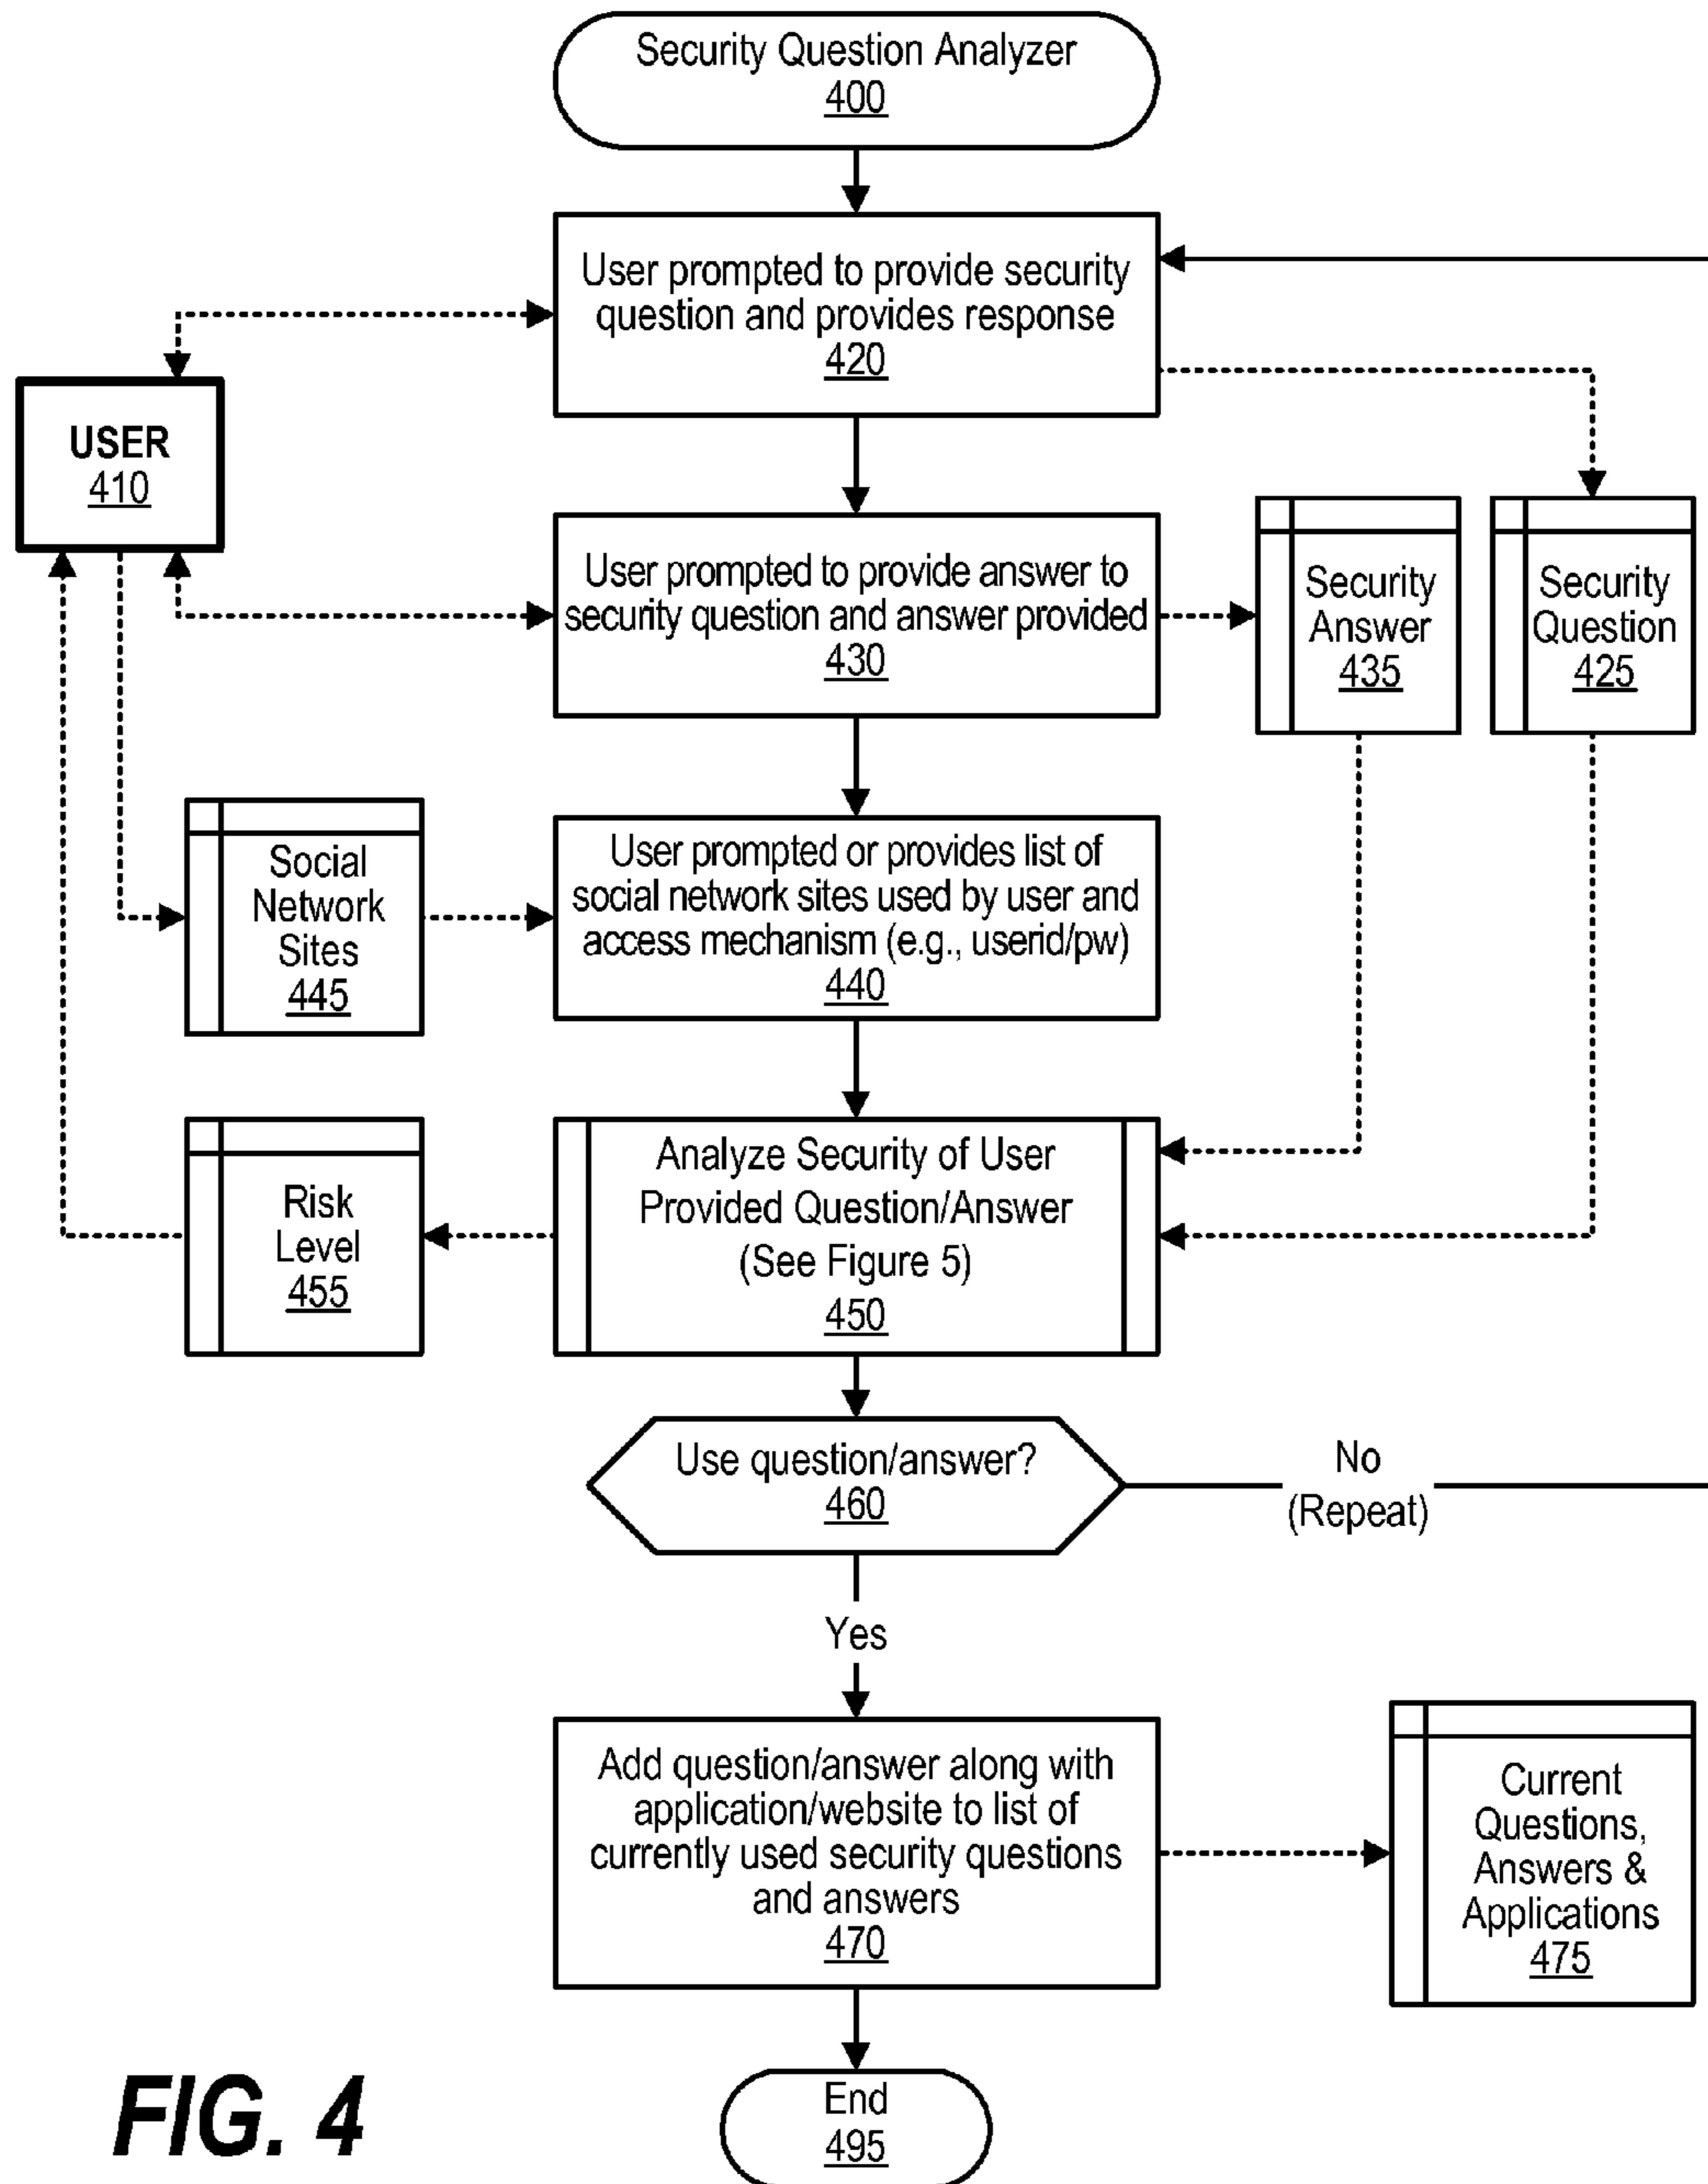 Security Question Analyzer
400
User prompted to provide security
question and provides response
420
USER
410
User prompted to provide answer to
security question and answer provided
430
Security
Answer
435
Security
Question
425
Social
Network
Sites
445
User prompted or provides list of
social network sites used by user and
access mechanism (e.g., userid/pw)
440
Risk
Level
455
Analyze Security of User
Provided Question/Answer
(See Figure 5)
450
Use question/answer?
460
No
(Repeat)
Yes
Add question/answer along with
application/website to list of
currently used security questions
and answers
470
Current
Questions,
Answers &
Applications
475
End
495
FIG. 4